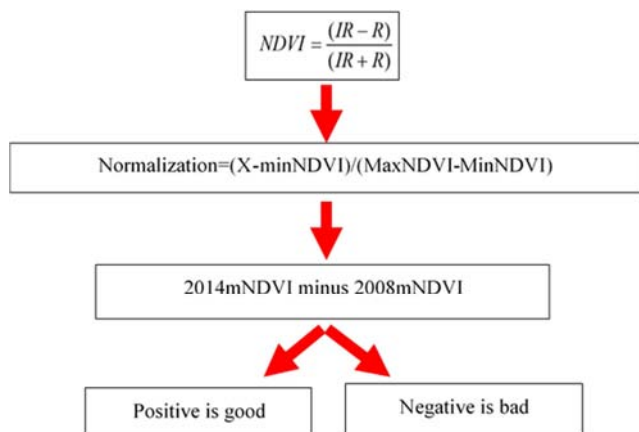 NDVI = (IR − R) / (IR + R)
Normalization=(X-minNDVI)/(MaxNDVI-MinNDVI)
2014mNDVI minus 2008mNDVI
Positive is good
Negative is bad